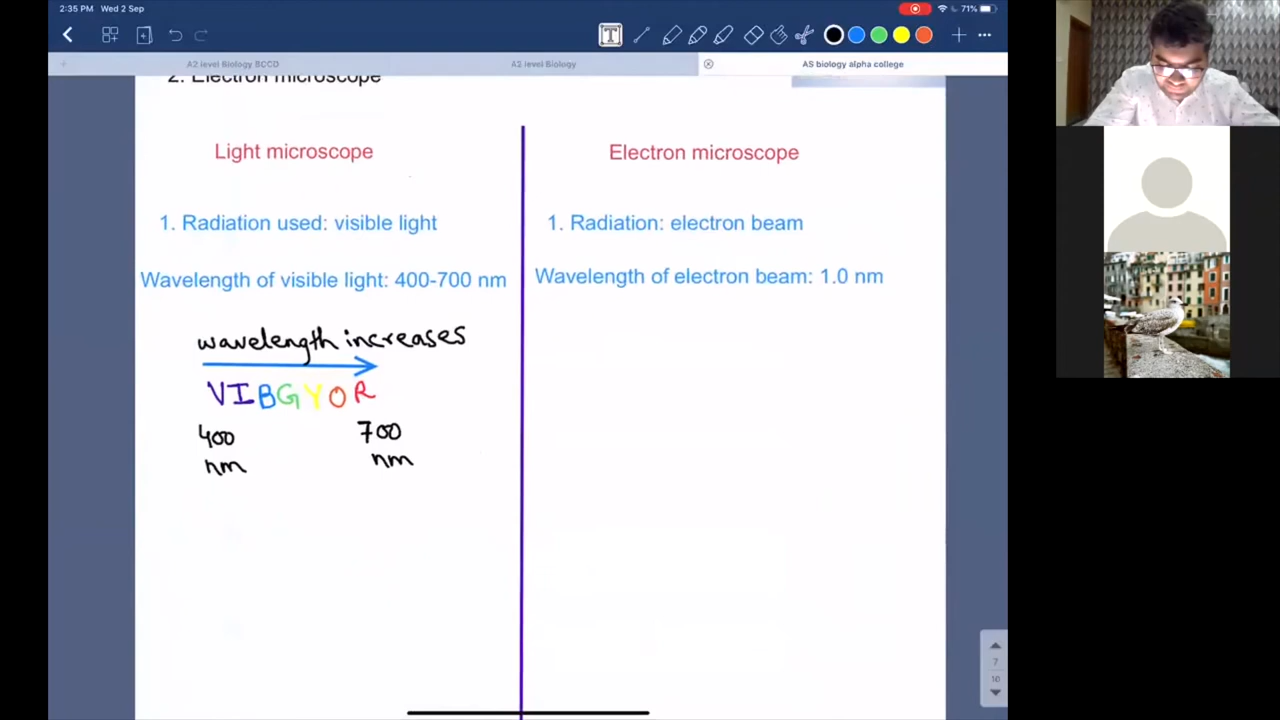 2:35 PM Wed 2 Sep
71%
A2 level Biology BCCD
A2 level Biology
AS biology alpha college
2. Electron microscope
Light microscope
Electron microscope
1. Radiation used: visible light
1. Radiation: electron beam
Wavelength of visible light: 400-700 nm
Wavelength of electron beam: 1.0 nm
wavelength increases
VIBGYOR
400
nm
700
nm
7
10